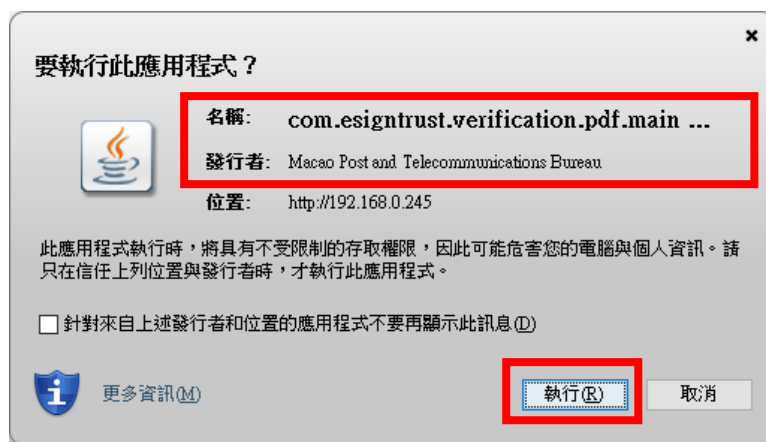 要執行此應用程式？
名稱: com.esigntrust.verification.pdf.main ...
發行者: Macao Post and Telecommunications Bureau
位置: http://192.168.0.245
此應用程式執行時，將具有不受限制的存取權限，因此可能危害您的電腦與個人資訊。請
只在信任上列位置與發行者時，才執行此應用程式。
針對來自上述發行者和位置的應用程式不要再顯示此訊息(D)
更多資訊(M)
執行(R)
取消